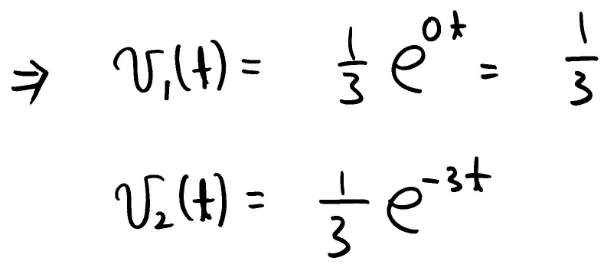 ⇒ v₁(t) = 1/3 e^{0t} = 1/3
v₂(t) = 1/3 e^{-3t}